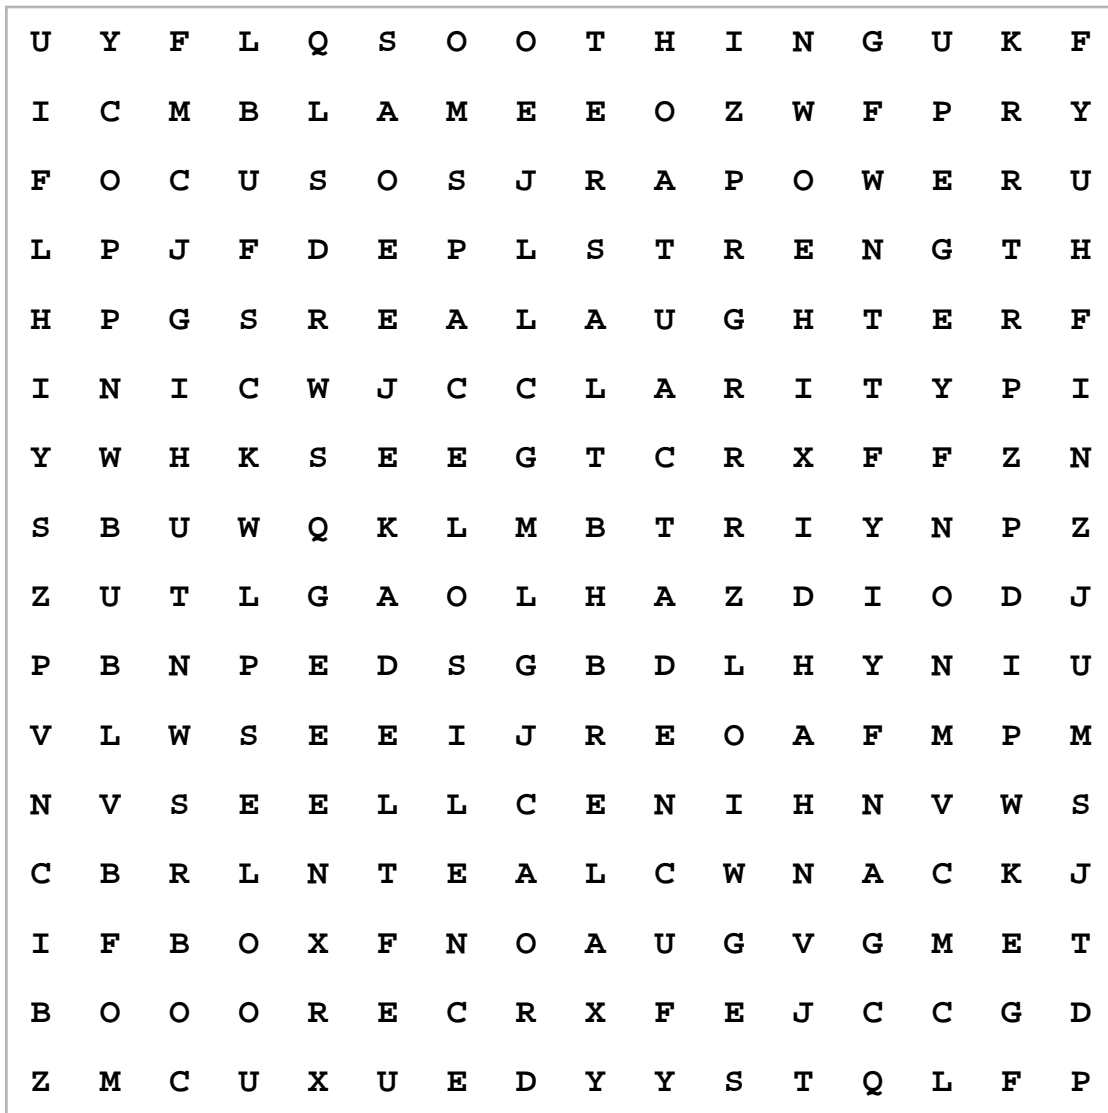 U Y F L Q S O O T H I N G U K F
I C M B L A M E E O Z W F P R Y
F O C U S O S J R A P O W E R U
L P J F D E P L S T R E N G T H
H P G S R E A L A U G H T E R F
I N I C W J C C L A R I T Y P I
Y W H K S E E G T C R X F F Z N
S B U W Q K L M B T R I Y N P Z
Z U T L G A O L H A Z D I O D J
P B N P E D S G B D L H Y N I U
V L W S E E I J R E O A F M P M
N V S E E L L C E N I H N V W S
C B R L N T E A L C W N A C K J
I F B O X F N O A U G V G M E T
B O O O R E C R X F E J C C G D
Z M C U X U E D Y Y S T Q L F P